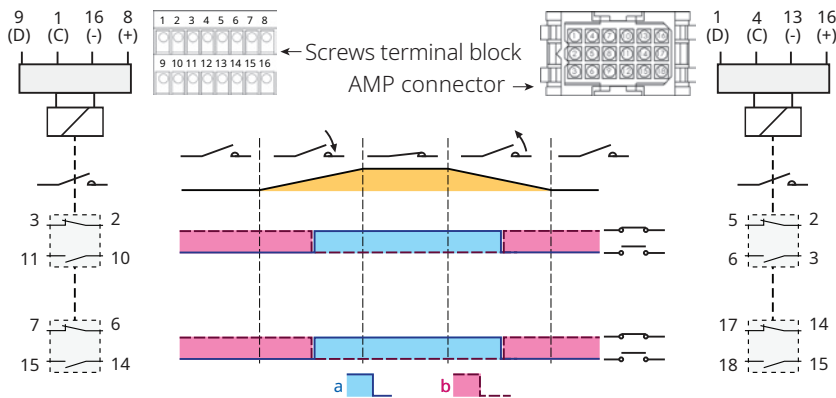 9 1 16 8
(D) (C) (-) (+)
1 2 3 4 5 6 7 8
9 10 11 12 13 14 15 16
Screws terminal block
AMP connector
1 4 13 16
(D) (C) (-) (+)
3 2
11 10
7 6
15 14
5 2
6 3
17 14
18 15
a b